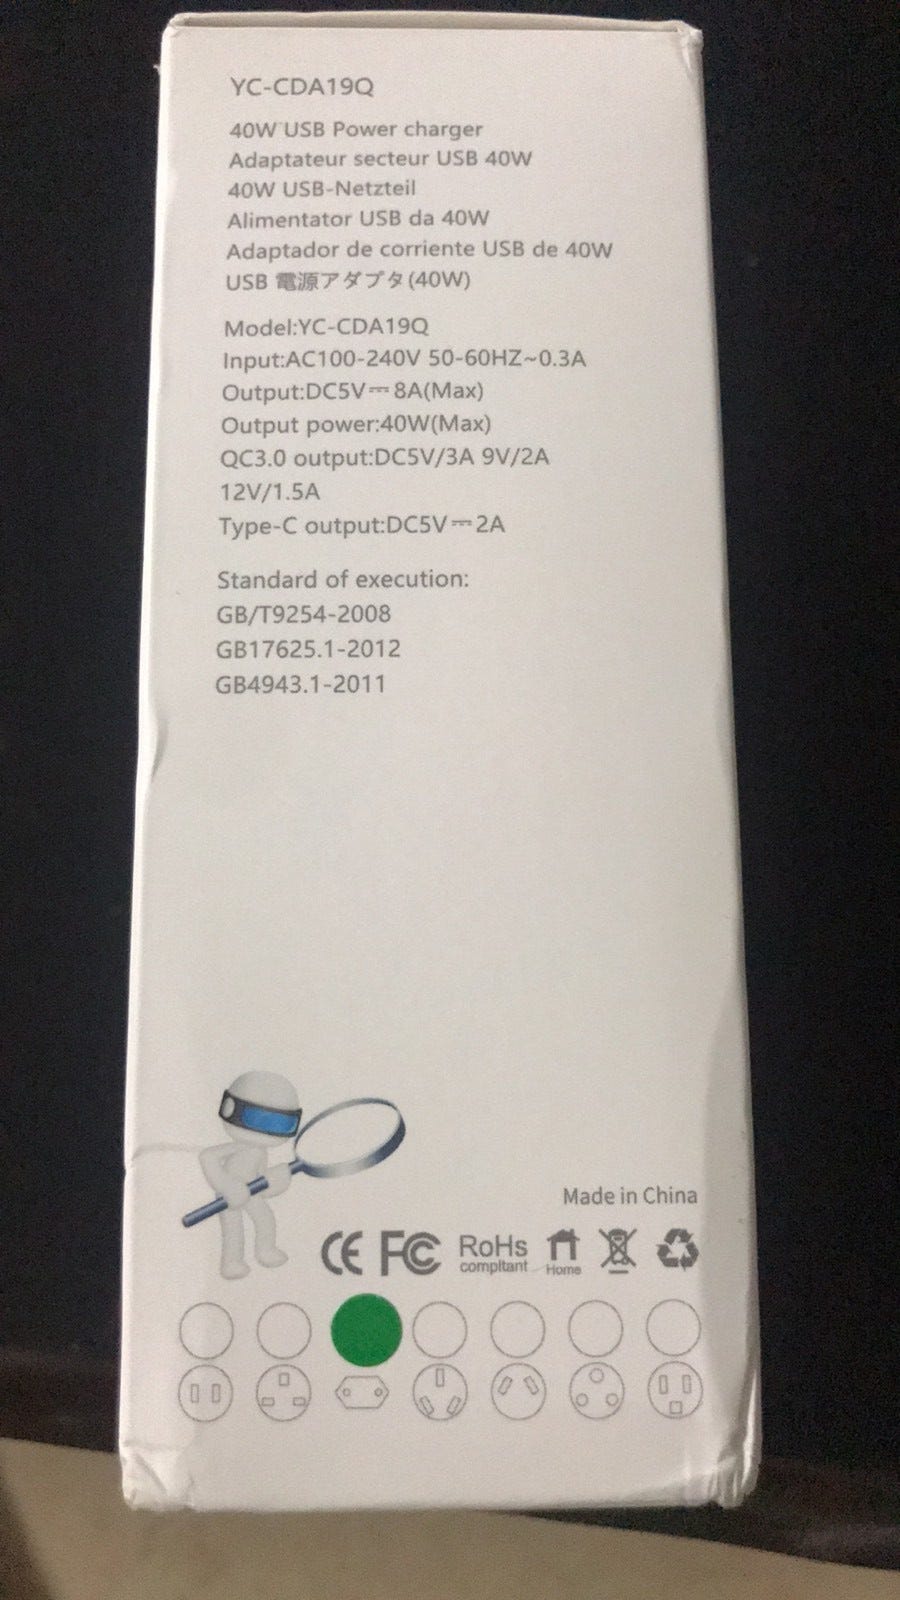 YC-CDA19Q
40W USB Power charger
Adaptateur secteur USB 40W
40W USB-Netzteil
Alimentator USB da 40W
Adaptador de corriente USB de 40W
USB 電源アダプタ(40W)
Model:YC-CDA19Q
Input:AC100-240V 50-60HZ~0.3A
Output:DC5V⎓8A(Max)
Output power:40W(Max)
QC3.0 output:DC5V/3A 9V/2A
12V/1.5A
Type-C output:DC5V⎓2A
Standard of execution:
GB/T9254-2008
GB17625.1-2012
GB4943.1-2011
Made in China
CE FC RoHs
compltant Home